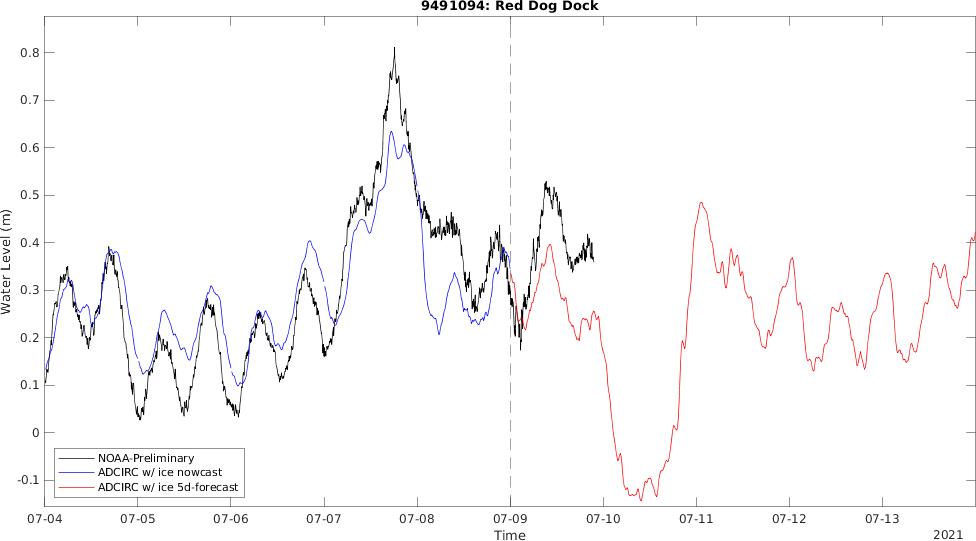 9491094: Red Dog Dock
Water Level (m)
0.8
0.7
0.6
0.5
0.4
0.3
0.2
0.1
0
-0.1
NOAA-Preliminary
ADCIRC w/ ice nowcast
ADCIRC w/ ice 5d-forecast
07-04 07-05 07-06 07-07 07-08 07-09 07-10 07-11 07-12 07-13
Time
2021